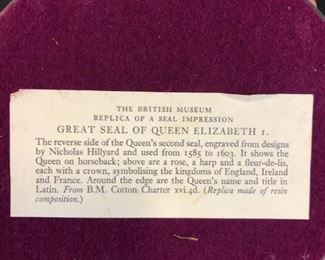 THE BRITISH MUSEUM
REPLICA OF A SEAL IMPRESSION
GREAT SEAL OF QUEEN ELIZABETH I.
The reverse side of the Queen's second seal, engraved from designs
by Nicholas Hillyard and used from 1585 to 1603. It shows the
Queen on horseback; above are a rose, a harp and a fleur-de-lis,
each with a crown, symbolising the kingdoms of England, Ireland
and France. Around the edge are the Queen's name and title in
Latin. From B.M. Cotton Charter xvi.4d. (Replica made of resin
composition.)